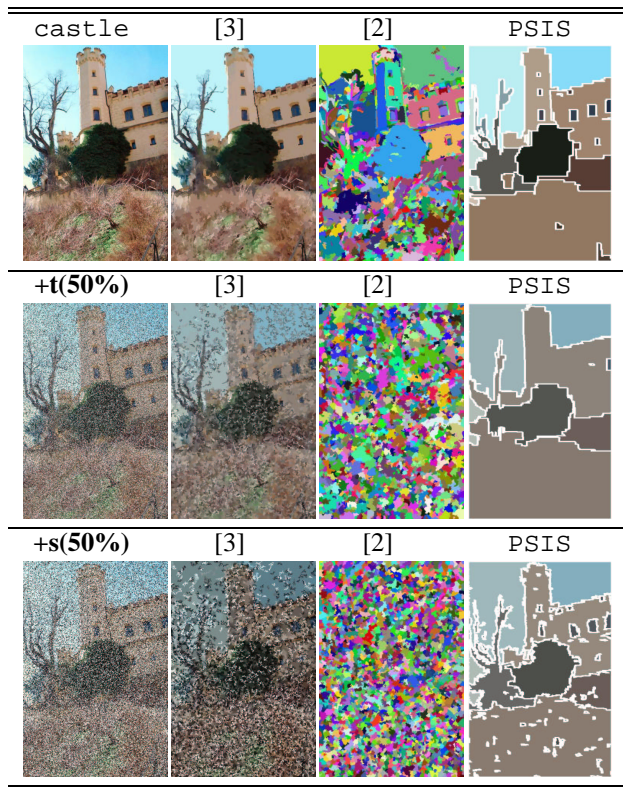 castle [3] [2] PSIS
+t(50%) [3] [2] PSIS
+s(50%) [3] [2] PSIS